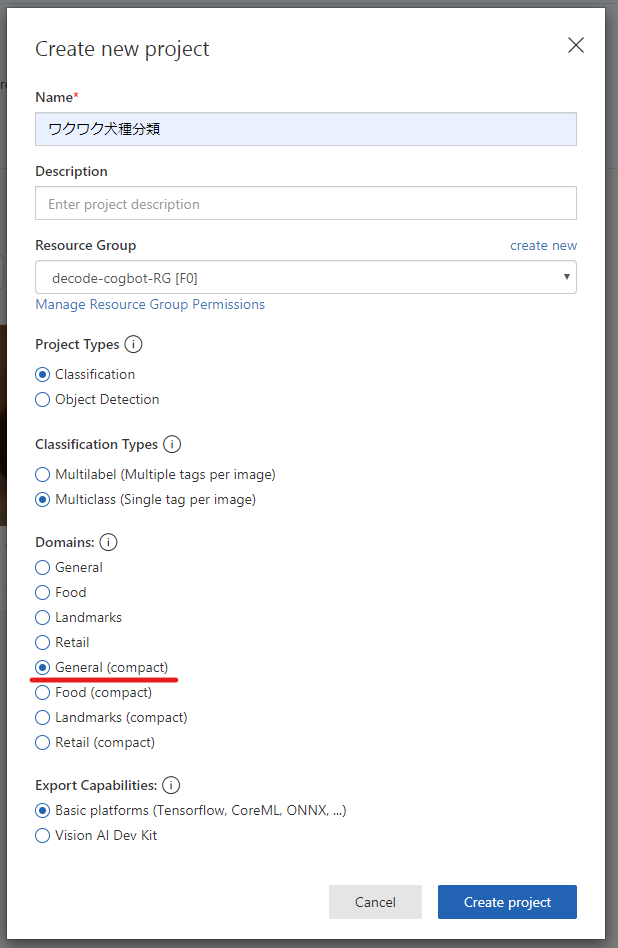 Create new project
Name*
ワクワク犬種分類
Description
Enter project description
Resource Group create new
decode-cogbot-RG [F0]
Manage Resource Group Permissions
Project Types
Classification
Object Detection
Classification Types
Multilabel (Multiple tags per image)
Multiclass (Single tag per image)
Domains:
General
Food
Landmarks
Retail
General (compact)
Food (compact)
Landmarks (compact)
Retail (compact)
Export Capabilities:
Basic platforms (Tensorflow, CoreML, ONNX, ...)
Vision AI Dev Kit
Cancel Create project